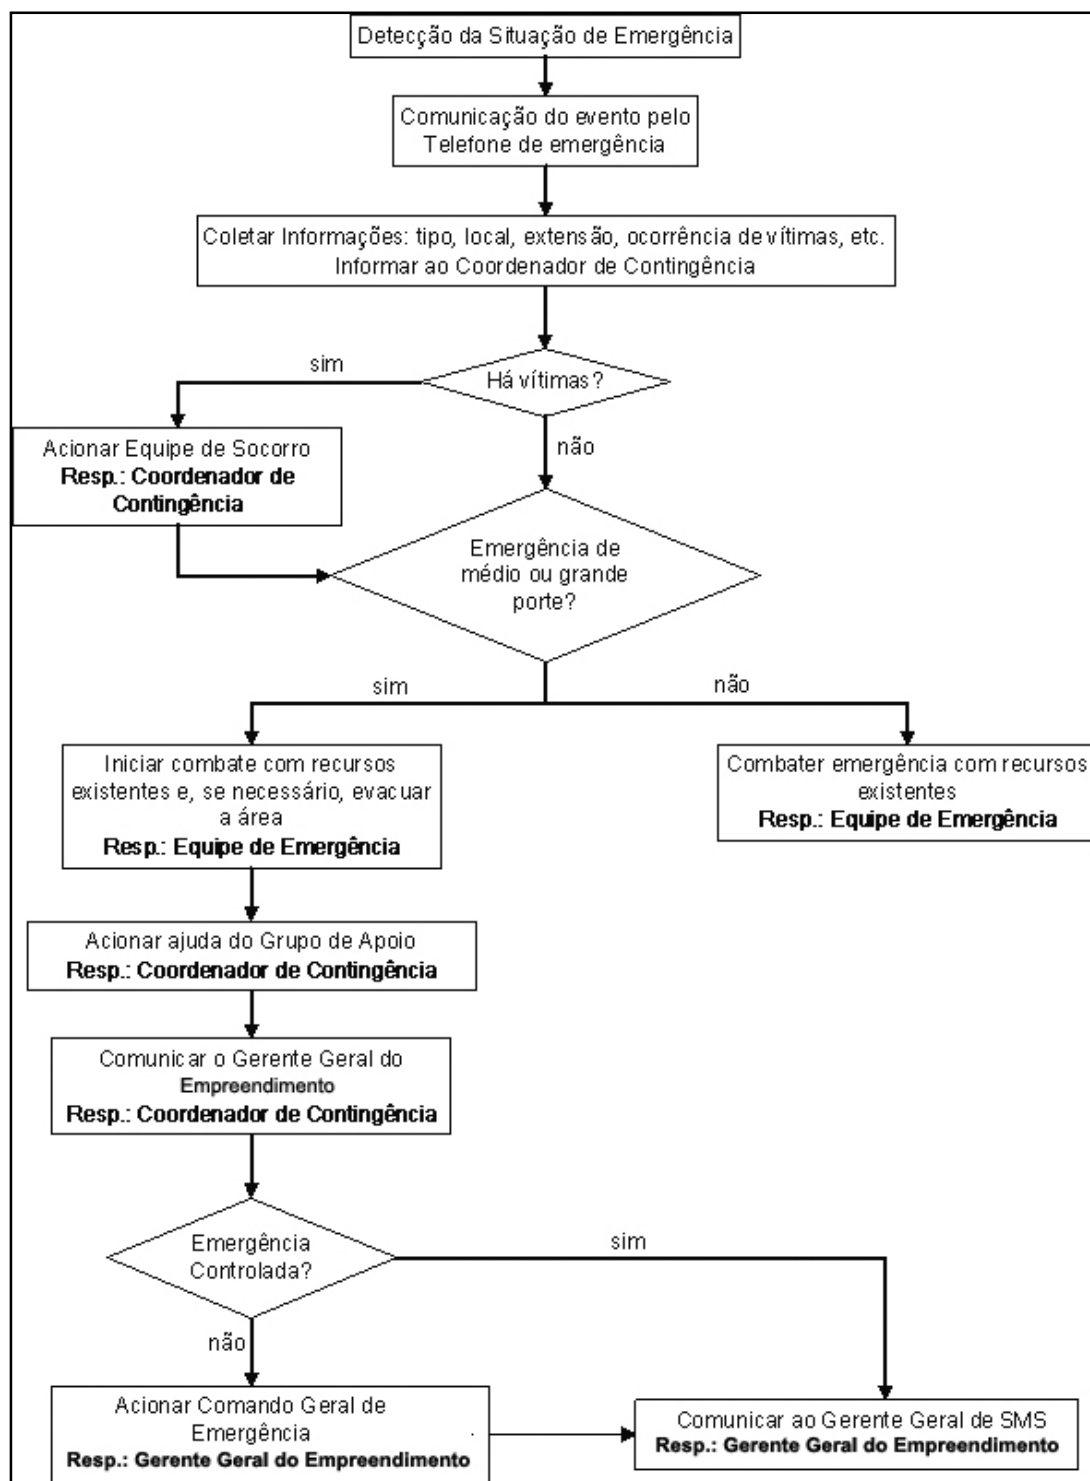 Detecção da Situação de Emergência
Comunicação do evento pelo
Telefone de emergência
Coletar Informações: tipo, local, extensão, ocorrência de vítimas, etc.
Informar ao Coordenador de Contingência
sim
Há vítimas?
não
Acionar Equipe de Socorro
Resp.: Coordenador de
Contingência
Emergência de
médio ou grande
porte?
sim
não
Iniciar combate com recursos
existentes e, se necessário, evacuar
a área
Resp.: Equipe de Emergência
Combater emergência com recursos
existentes
Resp.: Equipe de Emergência
Acionar ajuda do Grupo de Apoio
Resp.: Coordenador de Contingência
Comunicar o Gerente Geral do
Empreendimento
Resp.: Coordenador de Contingência
Emergência
Controlada?
sim
não
Acionar Comando Geral de
Emergência
Resp.: Gerente Geral do Empreendimento
Comunicar ao Gerente Geral de SMS
Resp.: Gerente Geral do Empreendimento